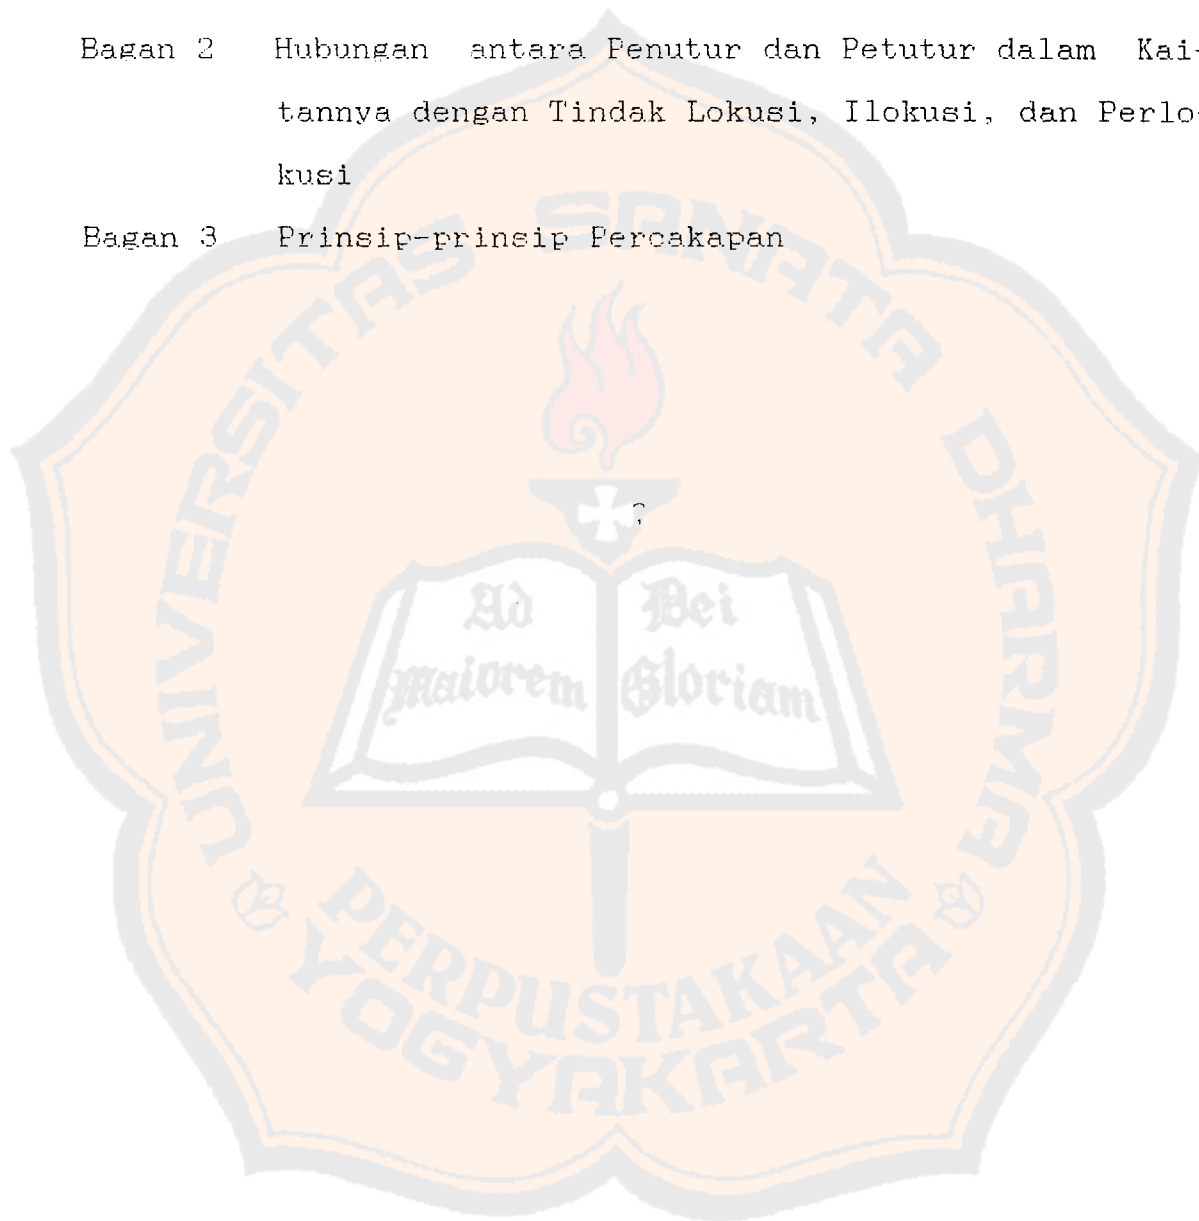 Bagan 2 Hubungan antara Penutur dan Petutur dalam Kai-
tannya dengan Tindak Lokusi, Ilokusi, dan Perlo-
kusi
Bagan 3 Prinsip-prinsip Percakapan
UNIVERSITAS SANATA DHARMA
Ad Dei
Maiorem Gloriam
PERPUSTAKAAN
YOGYAKARTA